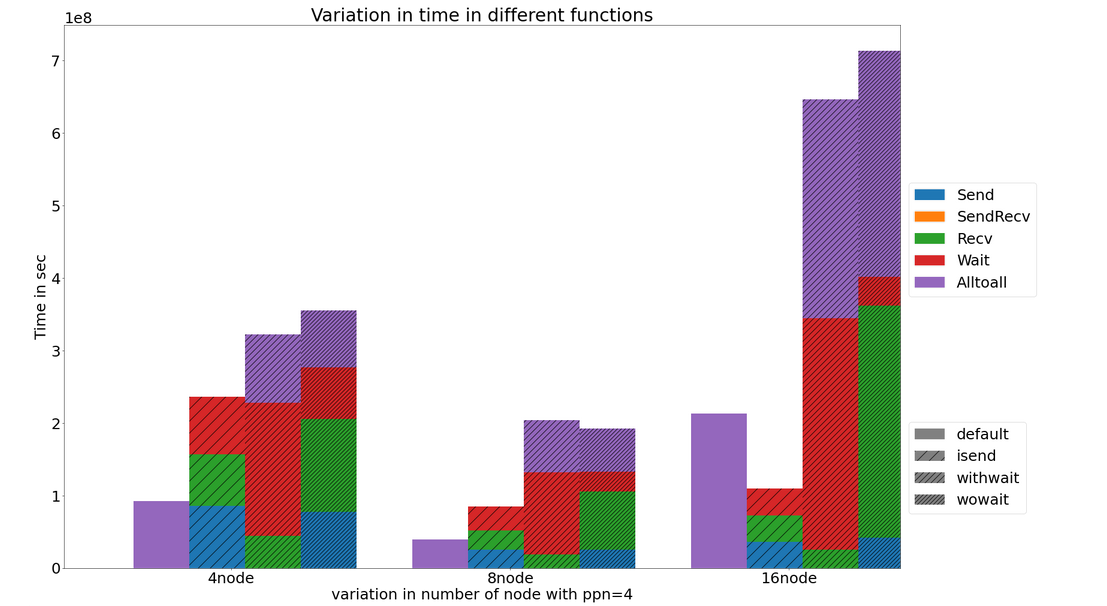 Variation in time in different functions
1e8
7
6
5
4
3
2
1
0
Time in sec
4node
8node
16node
variation in number of node with ppn=4
Send
SendRecv
Recv
Wait
Alltoall
default
isend
withwait
wowait